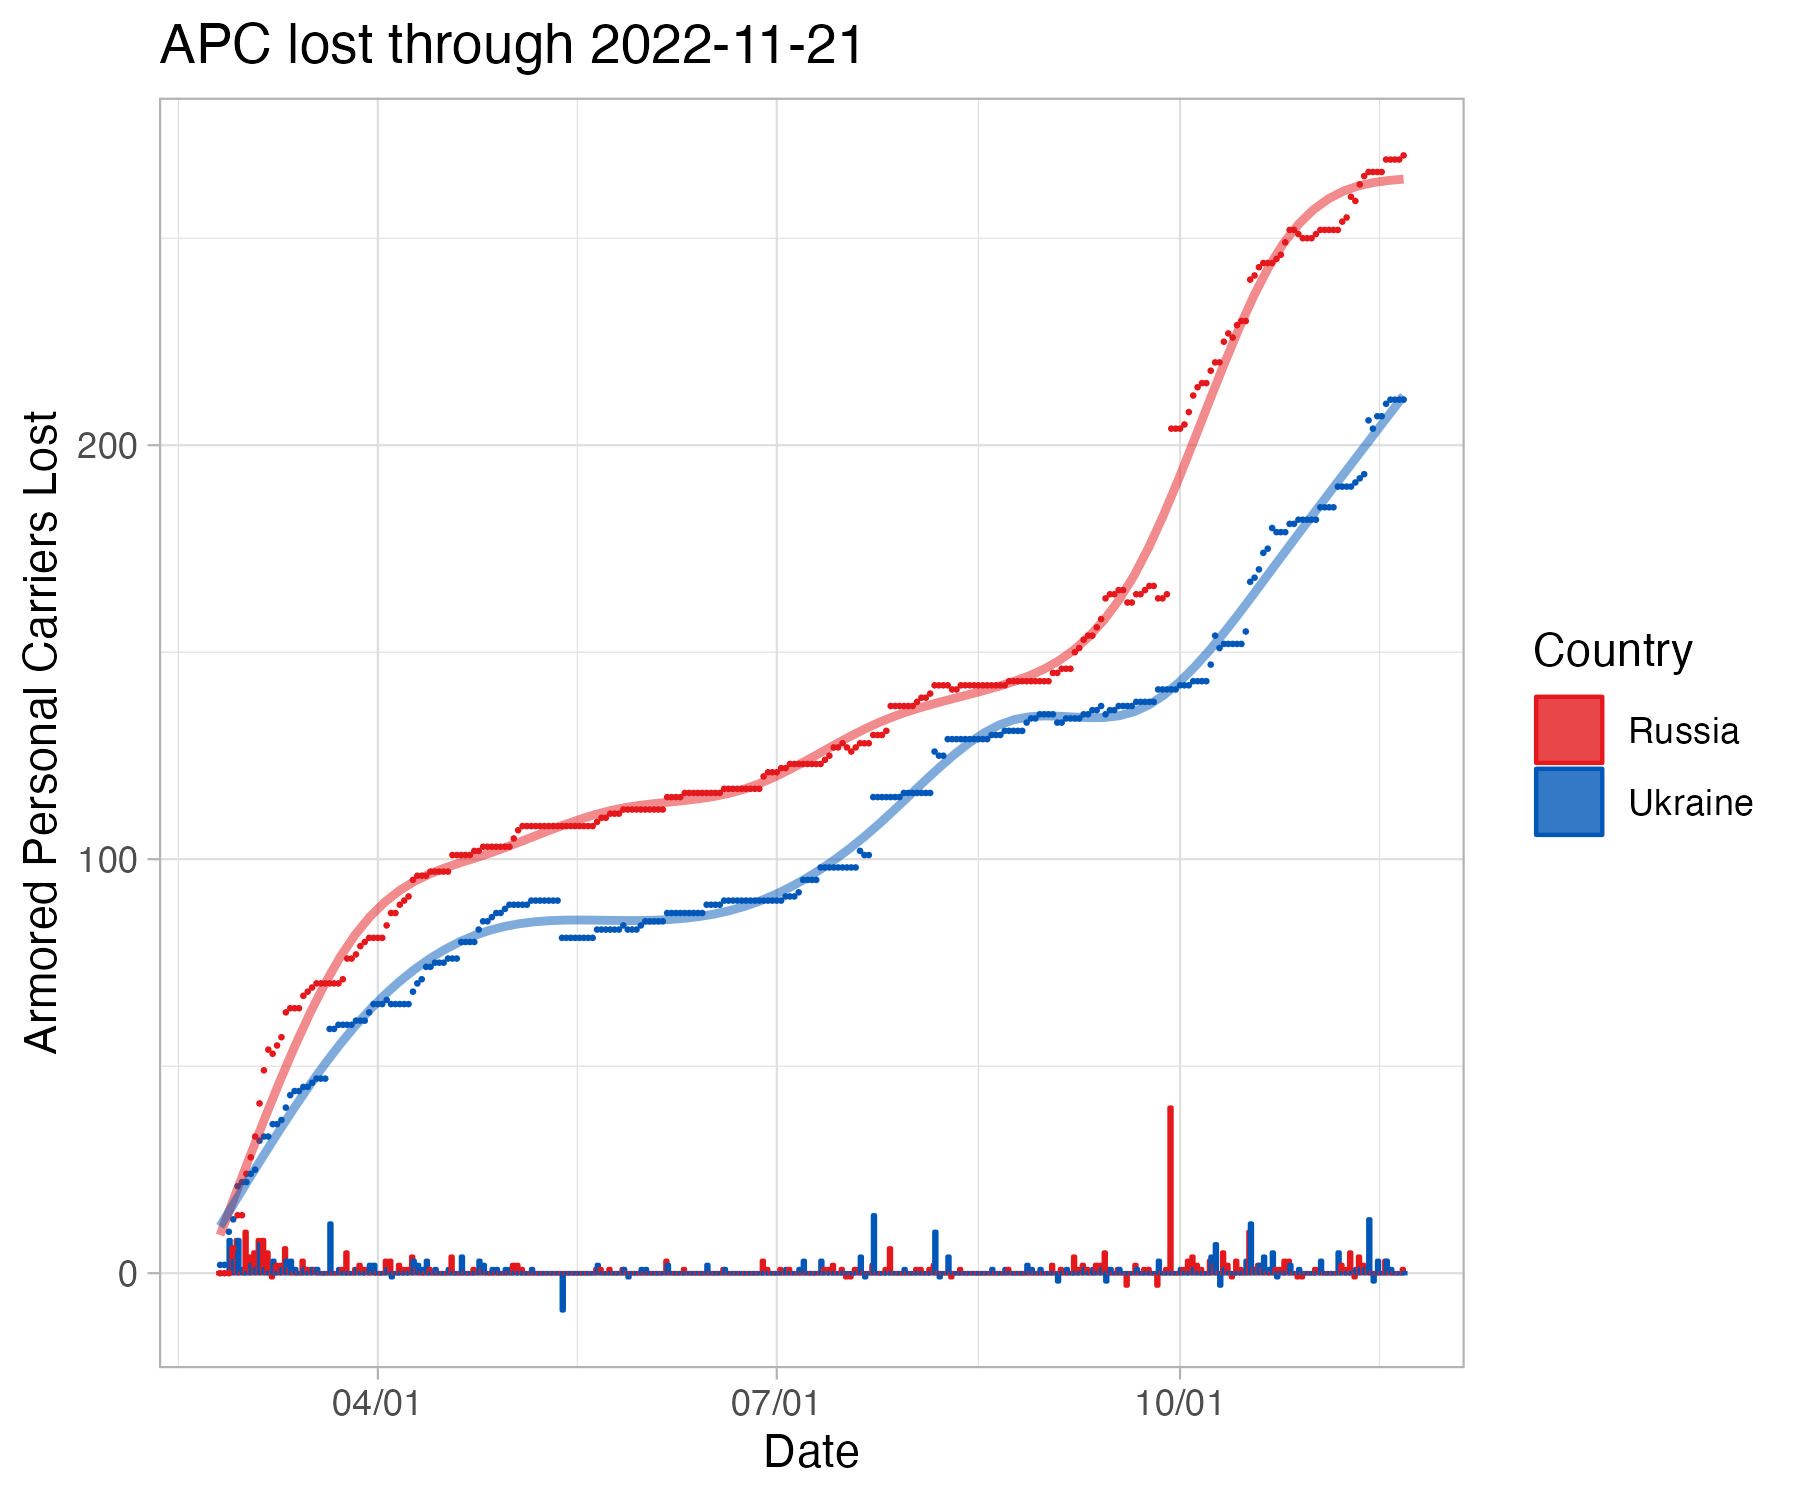 APC lost through 2022-11-21
Armored Personal Carriers Lost
200
100
0
04/01
07/01
10/01
Date
Country
Russia
Ukraine